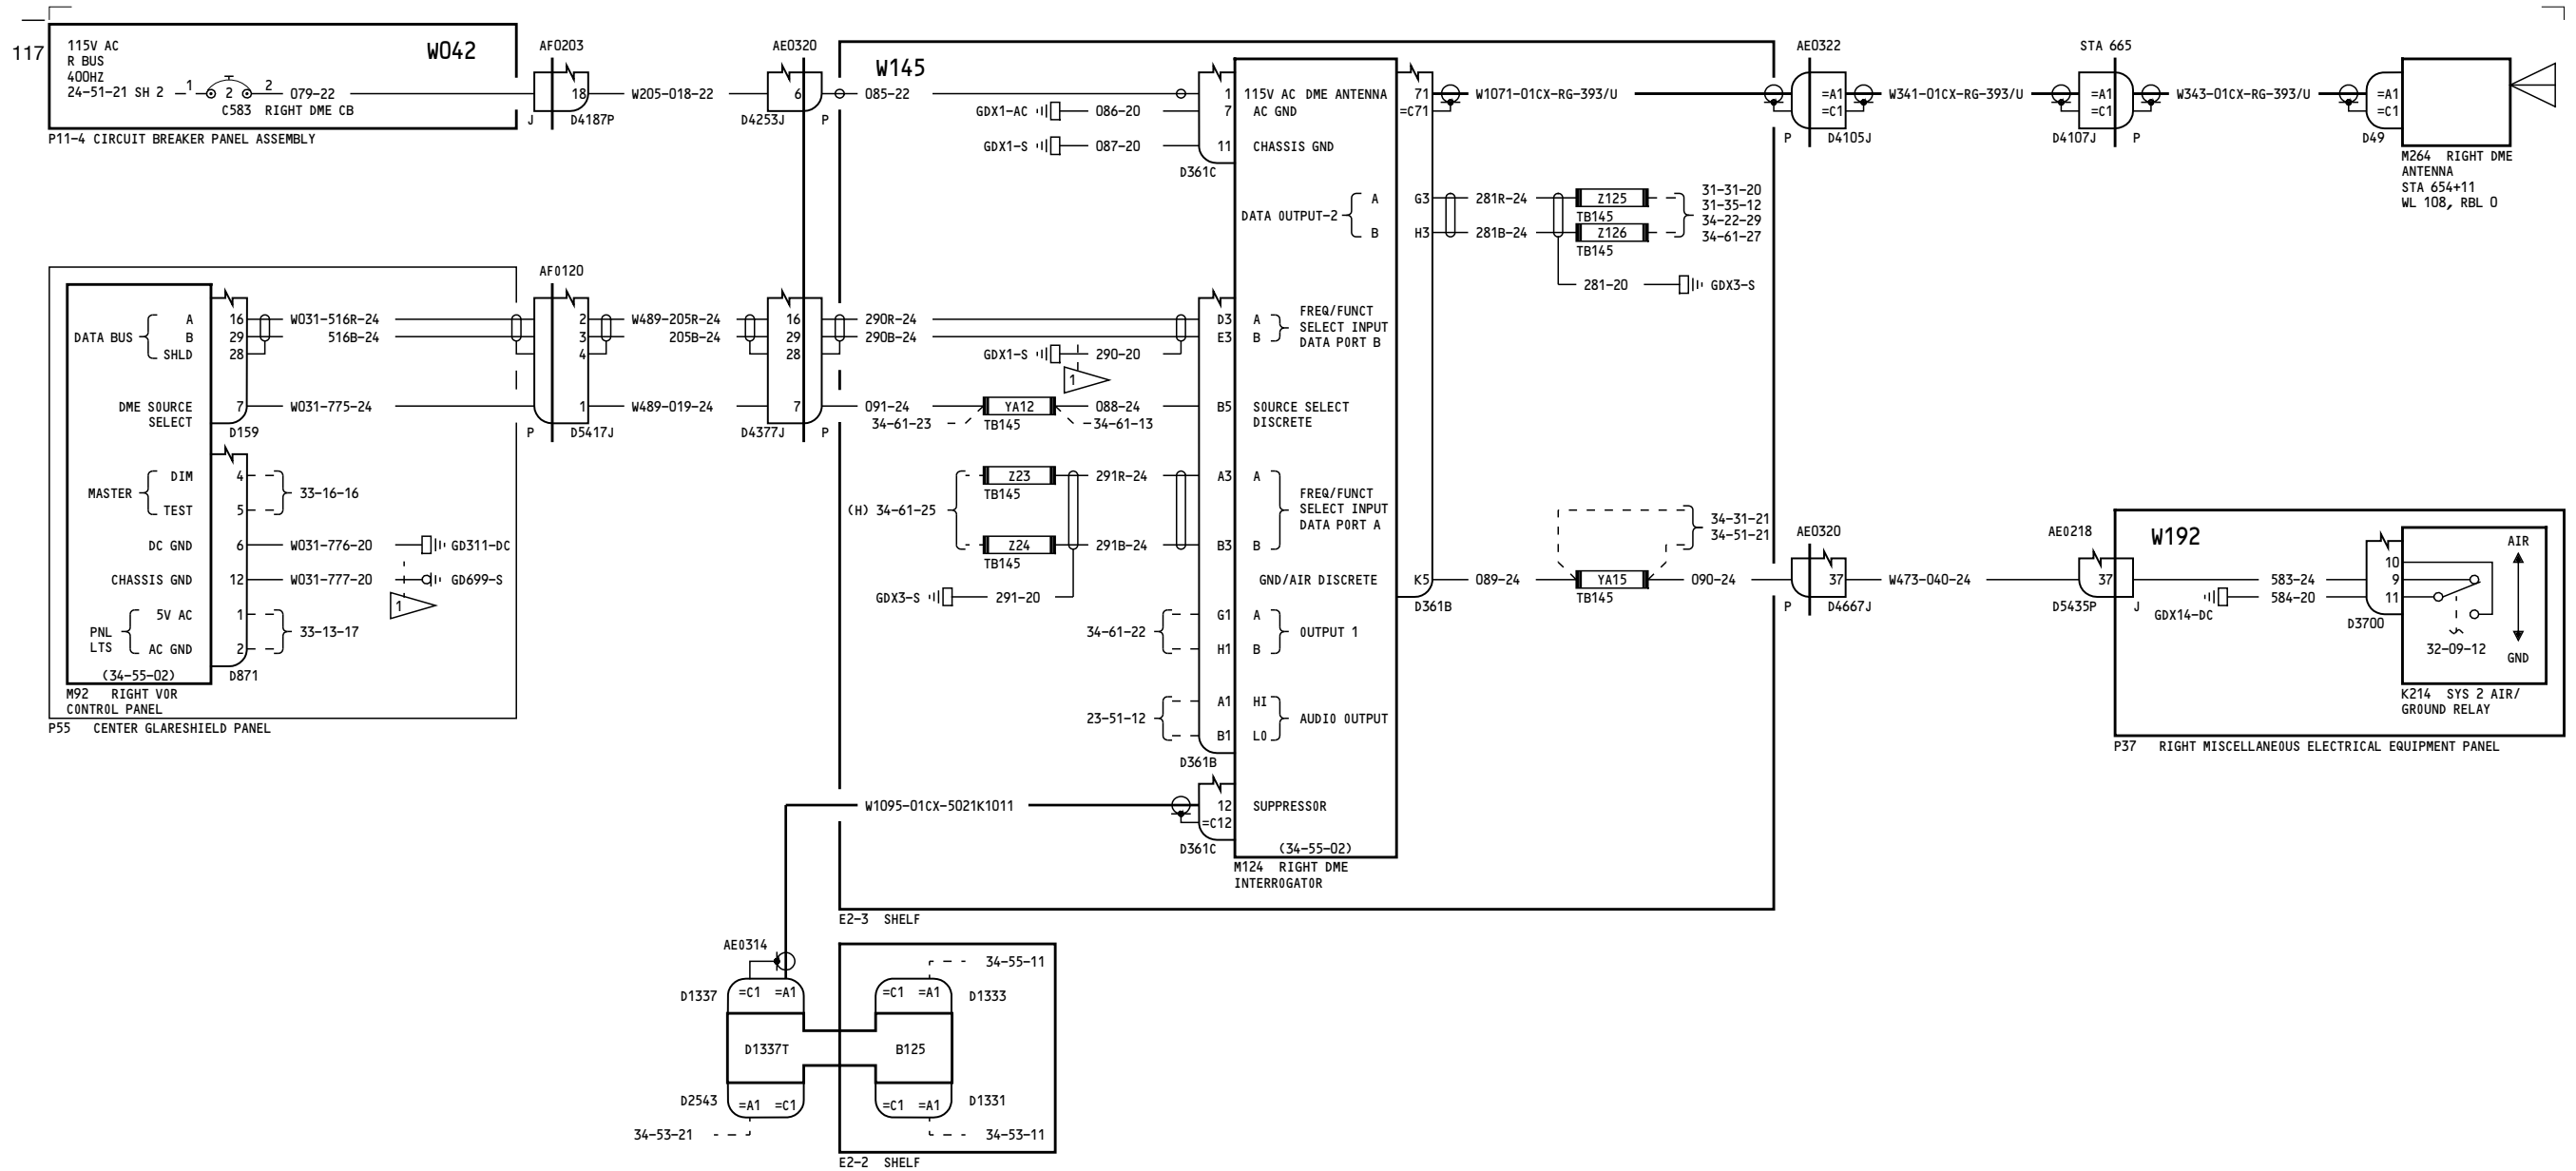 117
115V AC
R BUS
400HZ
24-51-21 SH 2
1
2
2
079-22
C583 RIGHT DME CB
W042
P11-4 CIRCUIT BREAKER PANEL ASSEMBLY
AF0203
18
J
D4187P
W205-018-22
AE0320
6
D4253J
P
W145
085-22
GDX1-AC
086-20
GDX1-S
087-20
1
7
11
D361C
115V AC
DME ANTENNA
AC GND
CHASSIS GND
71
=C71
W1071-01CX-RG-393/U
AE0322
=A1
=C1
P
D4105J
W341-01CX-RG-393/U
STA 665
=A1
=C1
D4107J
P
W343-01CX-RG-393/U
=A1
=C1
D49
M264 RIGHT DME
ANTENNA
STA 654+11
WL 108, RBL 0
DATA OUTPUT-2
A
B
G3
H3
281R-24
281B-24
Z125
TB145
Z126
TB145
31-31-20
31-35-12
34-22-29
34-61-27
281-20
GDX3-S
DATA BUS
A
B
SHLD
16
29
28
W031-516R-24
516B-24
DME SOURCE
SELECT
7
W031-775-24
D159
MASTER
DIM
TEST
4
5
33-16-16
DC GND
6
W031-776-20
GD311-DC
CHASSIS GND
12
W031-777-20
GD699-S
1
PNL
LTS
5V AC
AC GND
1
2
33-13-17
(34-55-02)
D871
M92 RIGHT VOR
CONTROL PANEL
P55 CENTER GLARESHIELD PANEL
AF0120
2
3
4
1
P
D5417J
W489-205R-24
205B-24
W489-019-24
16
29
28
7
D4377J
P
290R-24
290B-24
GDX1-S
290-20
1
091-24
34-61-23
YA12
TB145
088-24
34-61-13
(H) 34-61-25
Z23
TB145
Z24
TB145
291R-24
291B-24
GDX3-S
291-20
34-61-22
23-51-12
D3
E3
B5
A3
B3
G1
H1
A1
B1
D361B
A
B
FREQ/FUNCT
SELECT INPUT
DATA PORT B
SOURCE SELECT
DISCRETE
A
B
FREQ/FUNCT
SELECT INPUT
DATA PORT A
GND/AIR DISCRETE
K5
D361B
A
B
OUTPUT 1
HI
LO
AUDIO OUTPUT
W1095-01CX-5021K1011
12
=C12
D361C
SUPPRESSOR
(34-55-02)
M124 RIGHT DME
INTERROGATOR
E2-3 SHELF
089-24
YA15
TB145
34-31-21
34-51-21
090-24
AE0320
37
P
D4667J
W473-040-24
AE0218
37
D5435P
J
W192
583-24
584-20
GDX14-DC
10
9
11
D3700
AIR
GND
32-09-12
K214 SYS 2 AIR/
GROUND RELAY
P37 RIGHT MISCELLANEOUS ELECTRICAL EQUIPMENT PANEL
AE0314
D1337
=C1
=A1
D1337T
D2543
=A1
=C1
34-53-21
34-55-11
=C1
=A1
D1333
B125
=C1
=A1
D1331
34-53-11
E2-2 SHELF